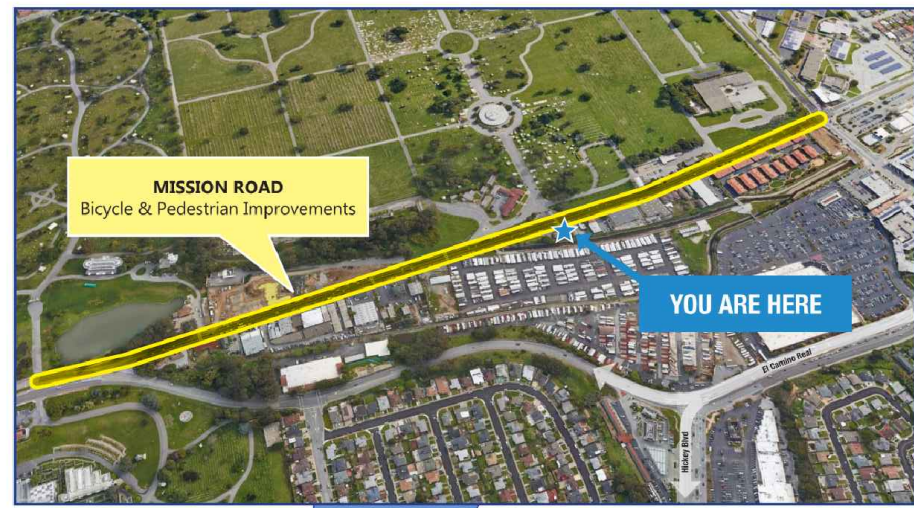 MISSION ROAD
Bicycle & Pedestrian Improvements
YOU ARE HERE
El Camino Real
Hickey Blvd